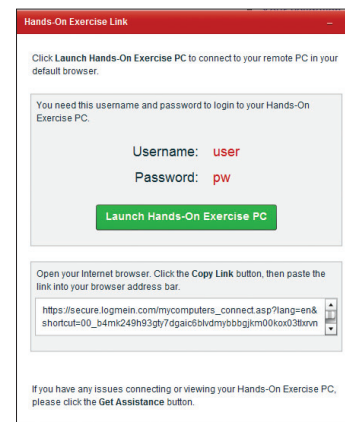 Hands-On Exercise Link –
Click Launch Hands-On Exercise PC to connect to your remote PC in your
default browser.
You need this username and password to login to your Hands-On
Exercise PC.
Username: user
Password: pw
Launch Hands-On Exercise PC
Open your Internet browser. Click the Copy Link button, then paste the
link into your browser address bar.
https://secure.logmein.com/mycomputers_connect.asp?lang=en&
If you have any issues connecting or viewing your Hands-On Exercise PC,
please click the Get Assistance button.